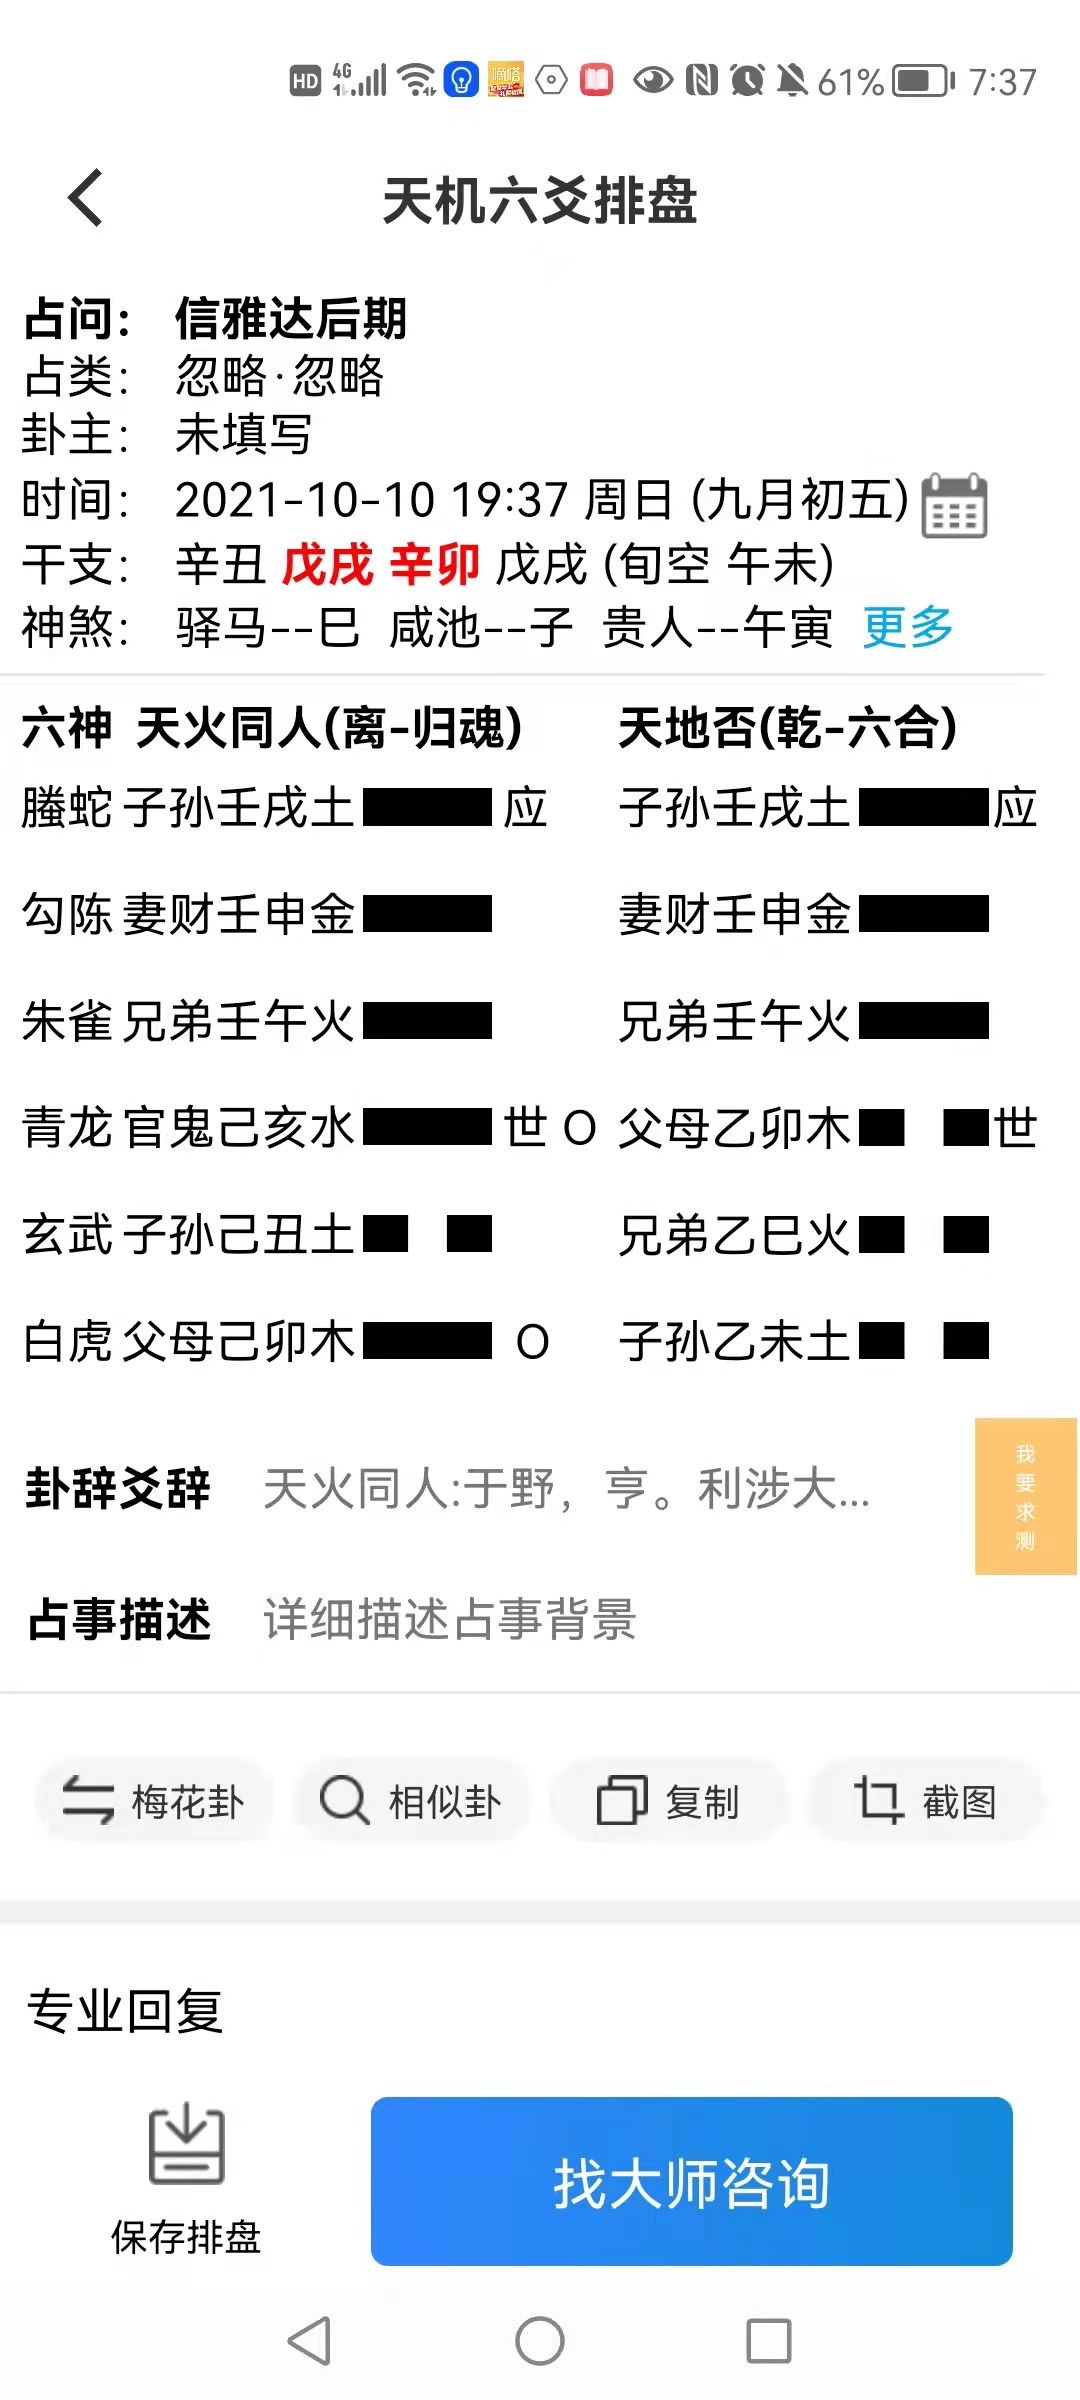 HD 4G 61% 7:37
天机六爻排盘
占问： 信雅达后期
占类： 忽略·忽略
卦主： 未填写
时间： 2021-10-10 19:37 周日 (九月初五)
干支： 辛丑 戊戌 辛卯 戊戌 (旬空 午未)
神煞： 驿马--巳 咸池--子 贵人--午寅 更多
六神 天火同人(离-归魂) 天地否(乾-六合)
螣蛇 子孙壬戌土 应 子孙壬戌土 应
勾陈 妻财壬申金 妻财壬申金
朱雀 兄弟壬午火 兄弟壬午火
青龙 官鬼己亥水 世 O 父母乙卯木 世
玄武 子孙己丑土 兄弟乙巳火
白虎 父母己卯木 O 子孙乙未土
卦辞爻辞 天火同人:于野，亨。利涉大...
我要求测
占事描述 详细描述占事背景
梅花卦 相似卦 复制 截图
专业回复
保存排盘 找大师咨询